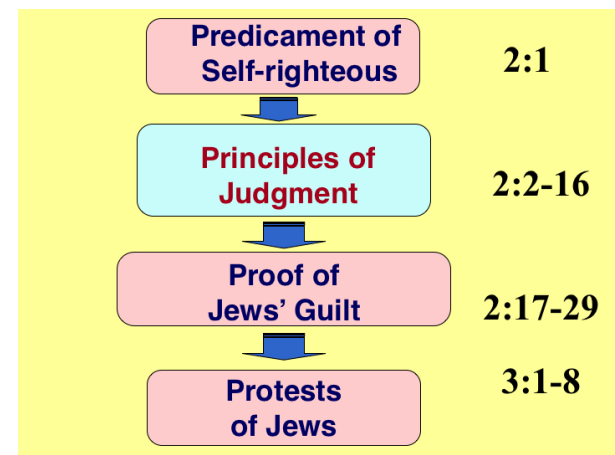 Predicament of
Self-righteous
2:1
Principles of
Judgment
2:2-16
Proof of
Jews’ Guilt
2:17-29
Protests
of Jews
3:1-8